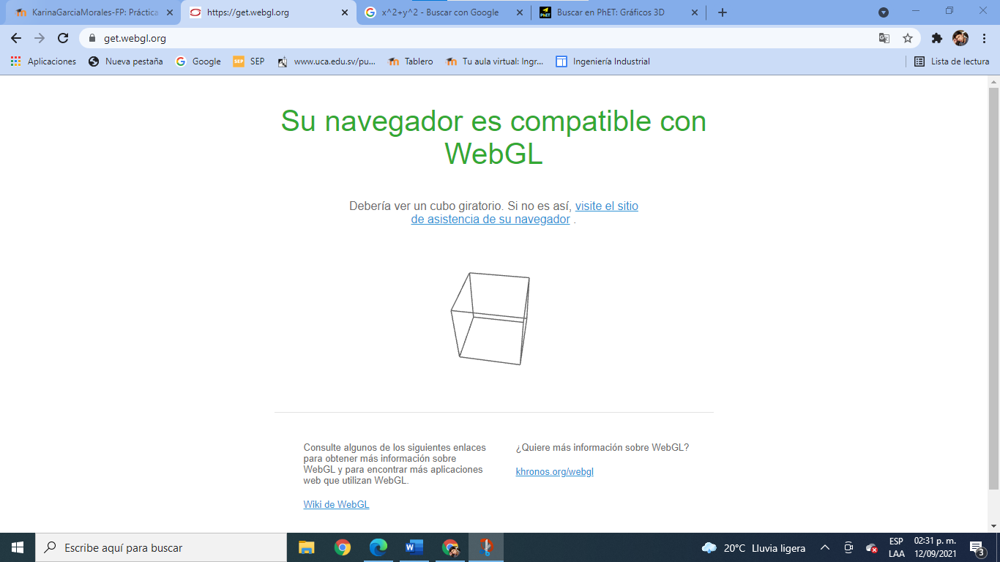 KarinaGarciaMorales-FP: Práctica
https://get.webgl.org
x^2+y^2 - Buscar con Google
Buscar en PhET: Gráficos 3D
get.webgl.org
Aplicaciones
Nueva pestaña
Google
SEP
SEP
www.uca.edu.sv/pu...
Tablero
Tu aula virtual: Ingr...
Ingeniería Industrial
Lista de lectura
Su navegador es compatible con
WebGL
Debería ver un cubo giratorio. Si no es así, visite el sitio
de asistencia de su navegador .
Consulte algunos de los siguientes enlaces
para obtener más información sobre
WebGL y para encontrar más aplicaciones
web que utilizan WebGL.
Wiki de WebGL
¿Quiere más información sobre WebGL?
khronos.org/webgl
Escribe aquí para buscar
20°C Lluvia ligera
ESP
LAA
02:31 p. m.
12/09/2021
3